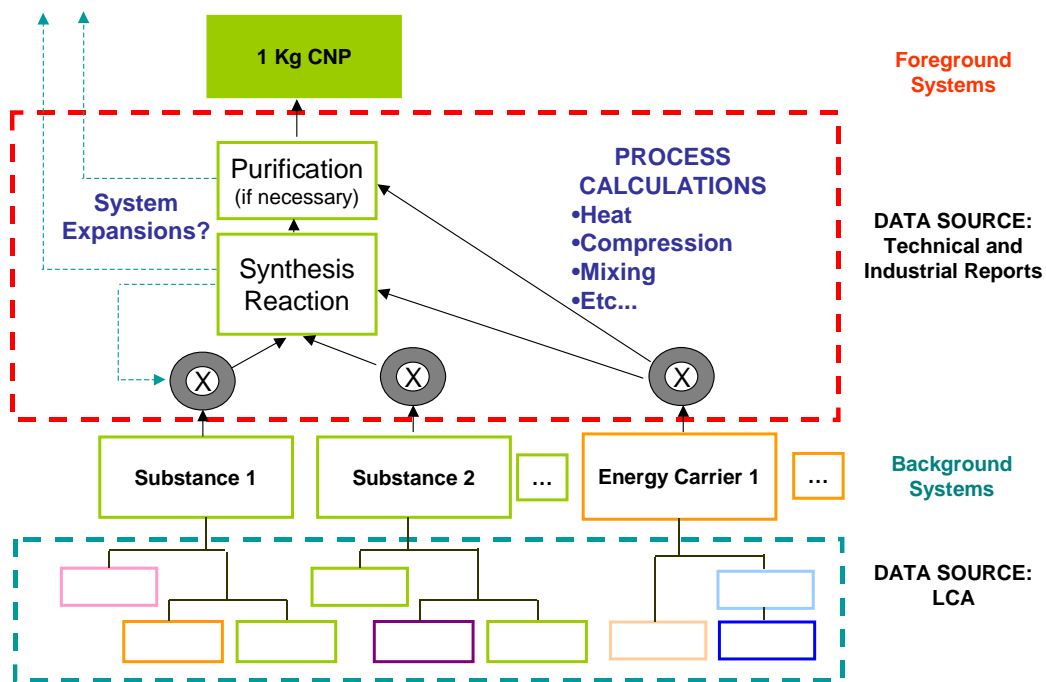 1 Kg CNP
Foreground
Systems
Purification
(if necessary)
PROCESS
CALCULATIONS
•Heat
•Compression
•Mixing
•Etc...
System
Expansions?
DATA SOURCE:
Technical and
Industrial Reports
Synthesis
Reaction
X
X
X
Substance 1
Substance 2
...
Energy Carrier 1
...
Background
Systems
DATA SOURCE:
LCA